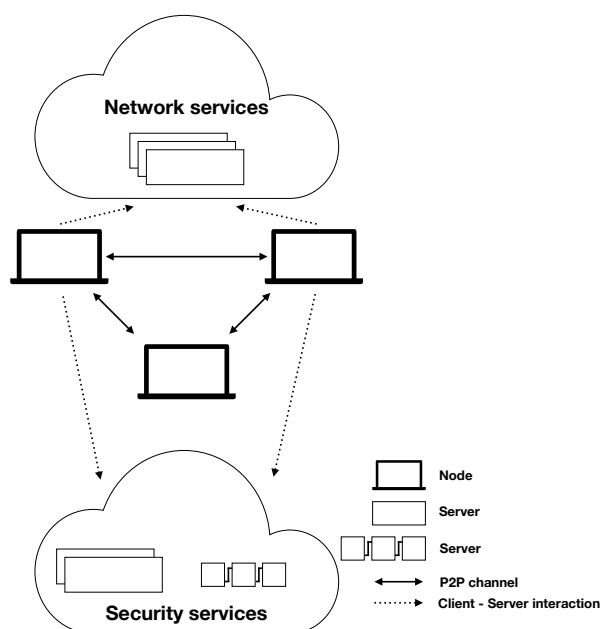 Network services
Node
Server
Server
P2P channel
Client - Server interaction
Security services